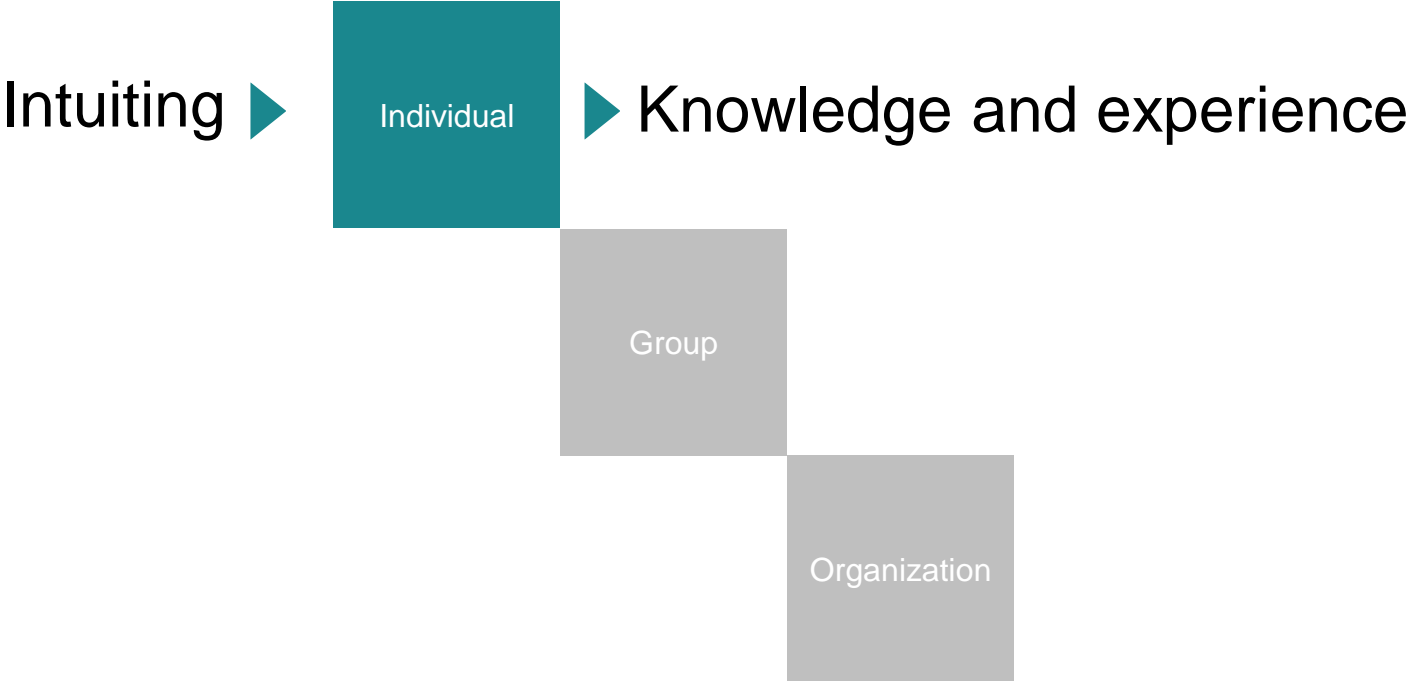 Intuiting
Individual
Knowledge and experience
Group
Organization